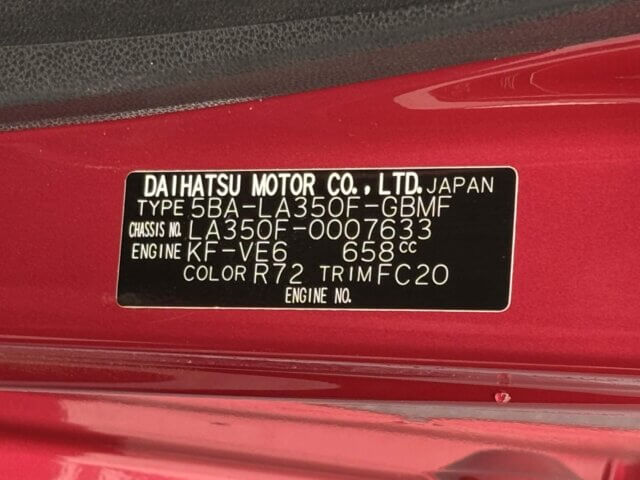 DAIHATSU MOTOR CO., LTD. JAPAN
TYPE 5BA-LA350F-GBMF
CHASSIS NO. LA350F-0007633
ENGINE KF-VE6 658cc
COLOR R72 TRIM FC20
ENGINE NO.